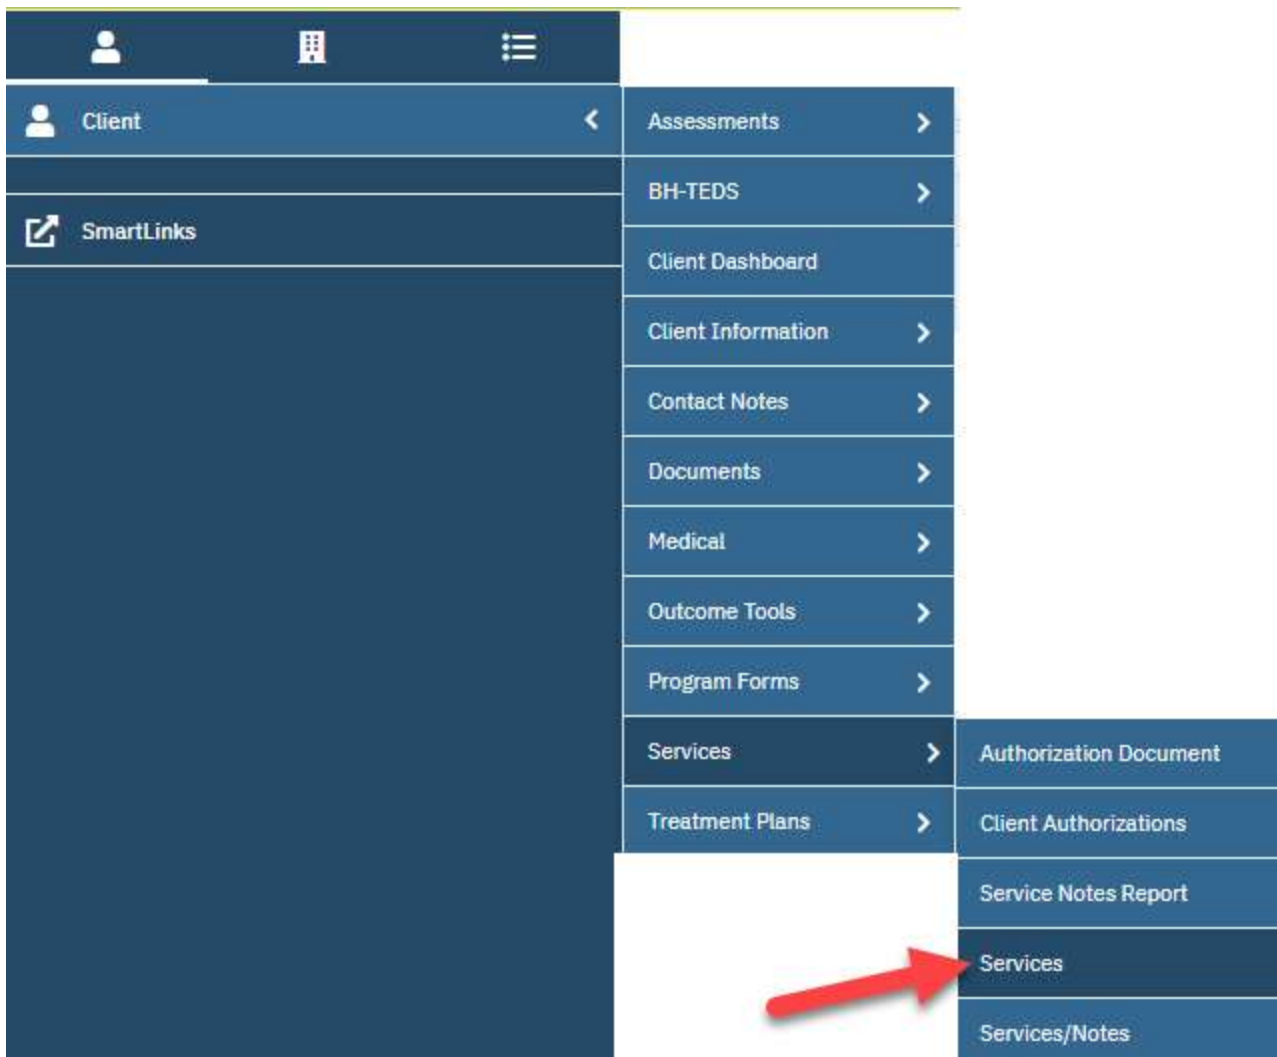 Client
SmartLinks
Assessments
BH-TEDS
Client Dashboard
Client Information
Contact Notes
Documents
Medical
Outcome Tools
Program Forms
Services
Treatment Plans
Authorization Document
Client Authorizations
Service Notes Report
Services
Services/Notes